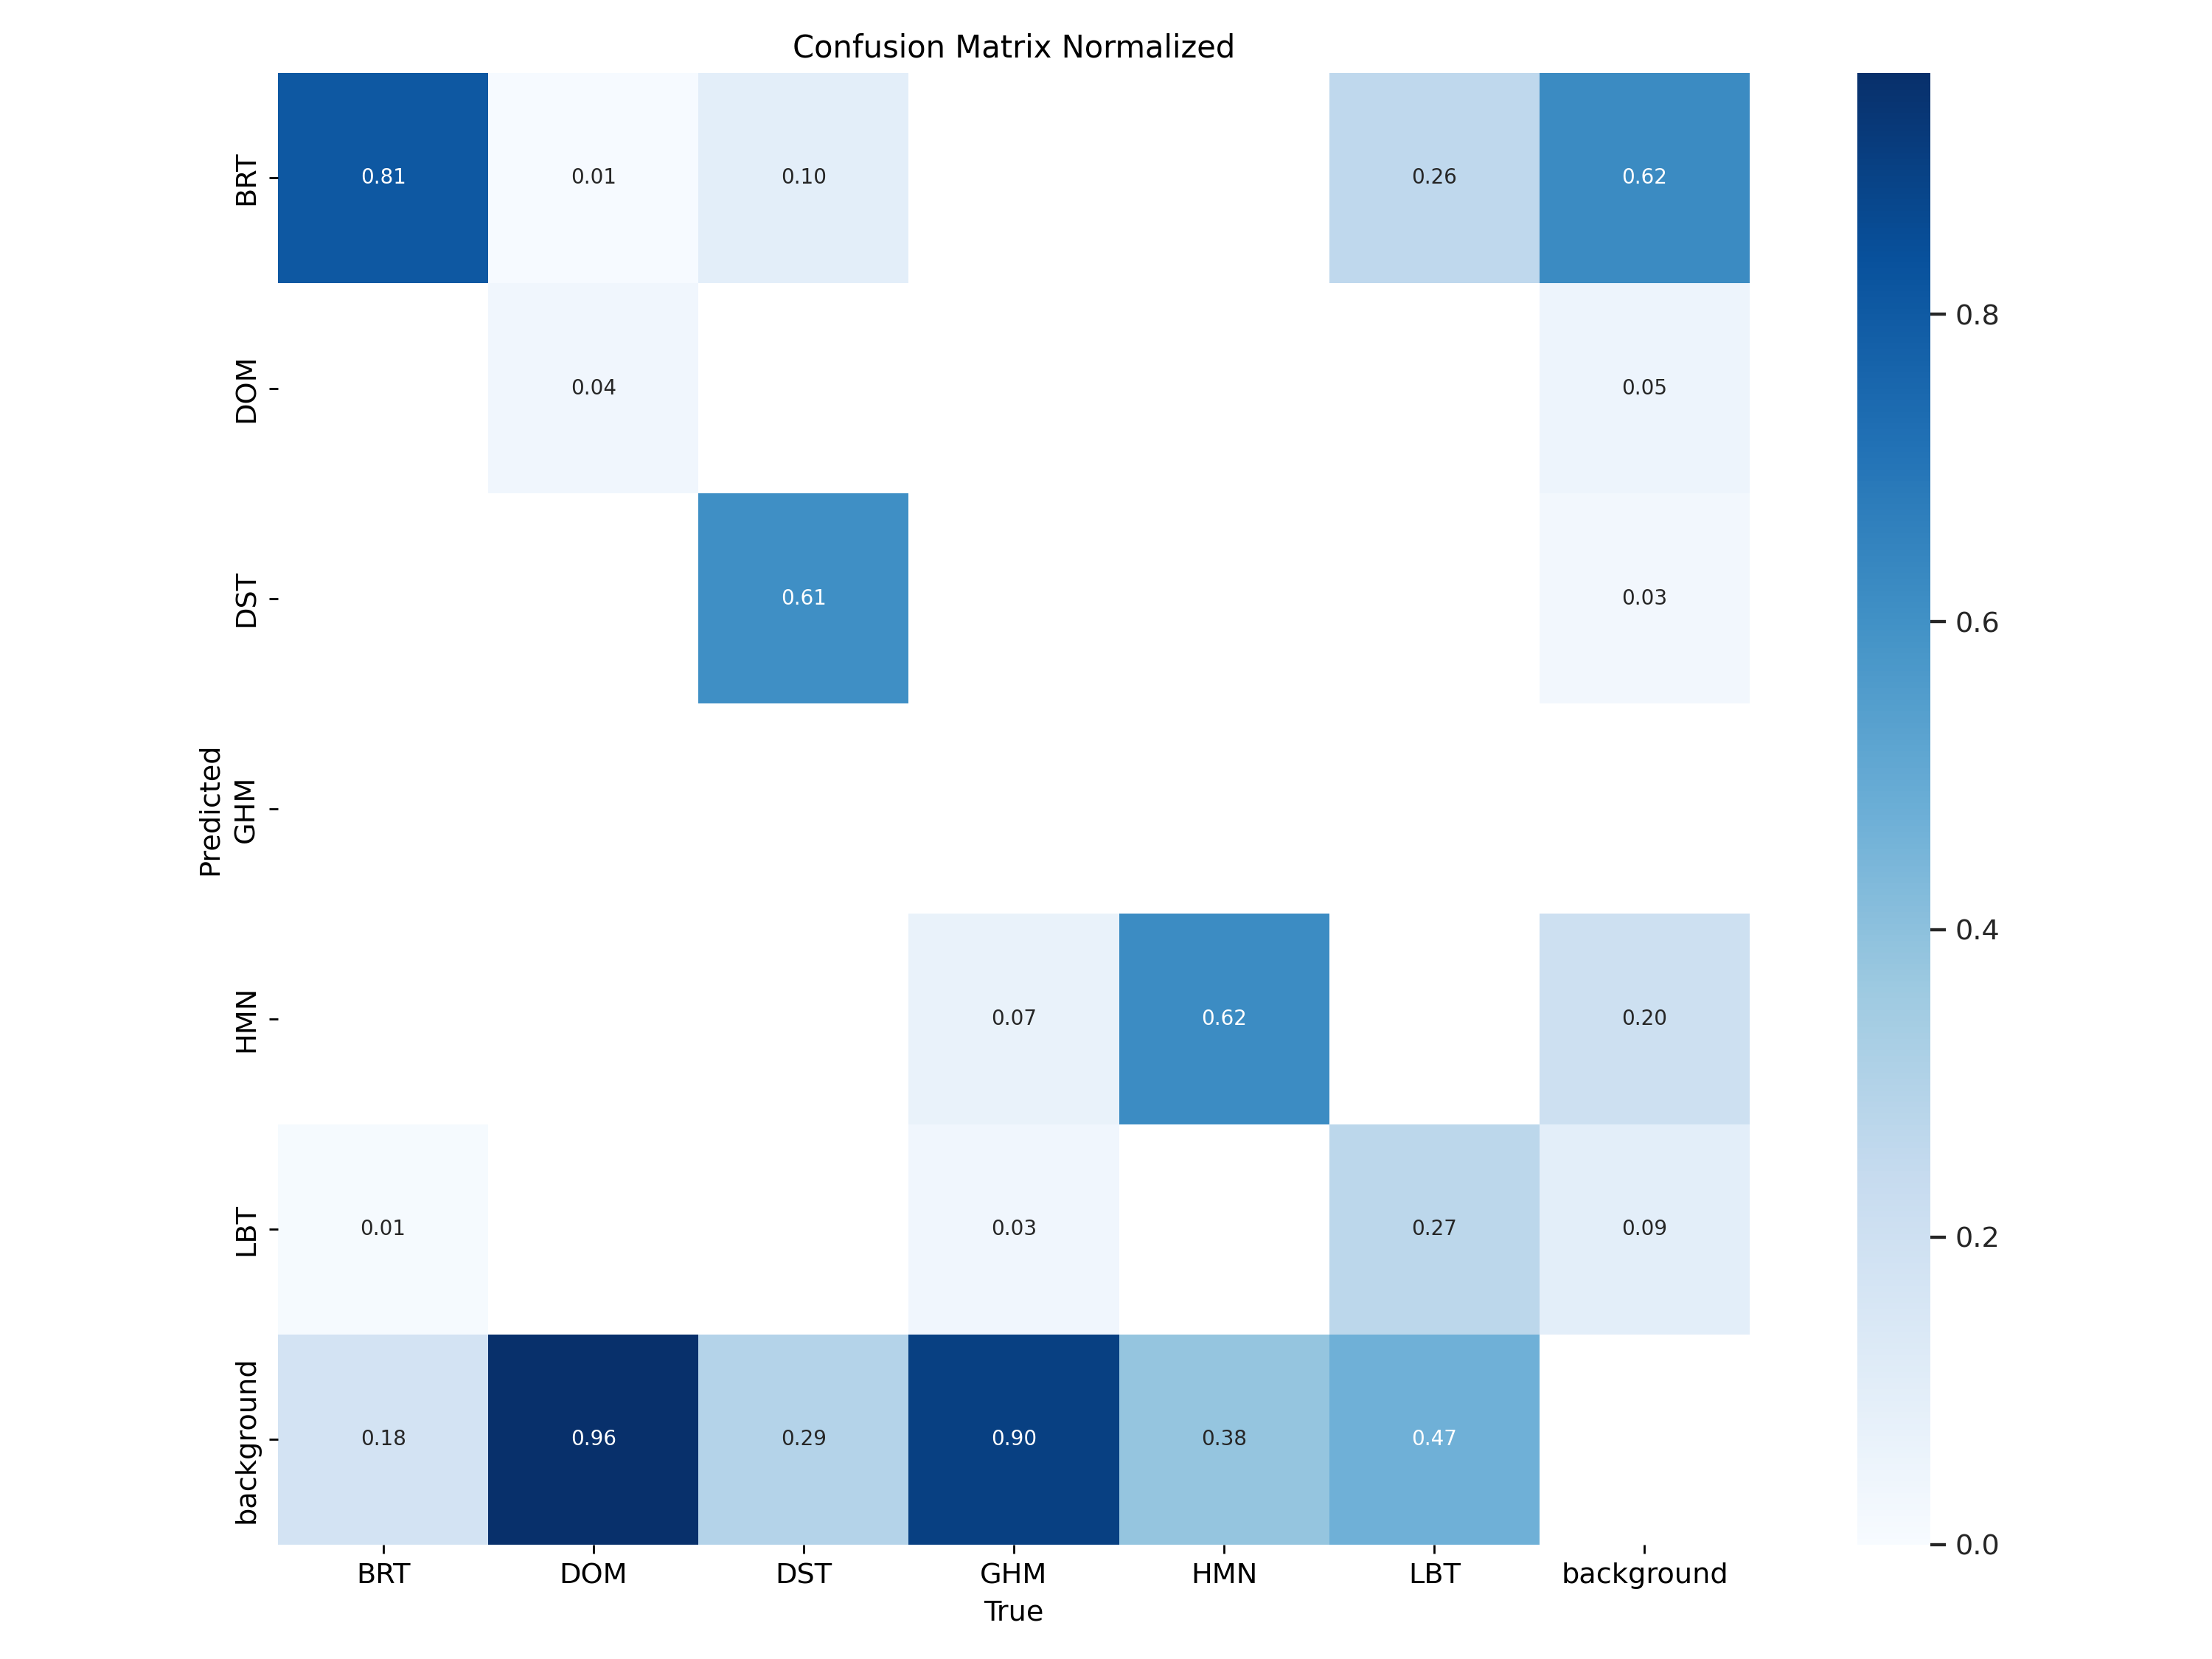 Confusion Matrix Normalized
BRT 0.81 0.01 0.10 0.26 0.62
DOM 0.04 0.05
DST 0.61 0.03
GHM
HMN 0.07 0.62 0.20
LBT 0.01 0.03 0.27 0.09
background 0.18 0.96 0.29 0.90 0.38 0.47
BRT DOM DST GHM HMN LBT background
True
Predicted
0.8
0.6
0.4
0.2
0.0